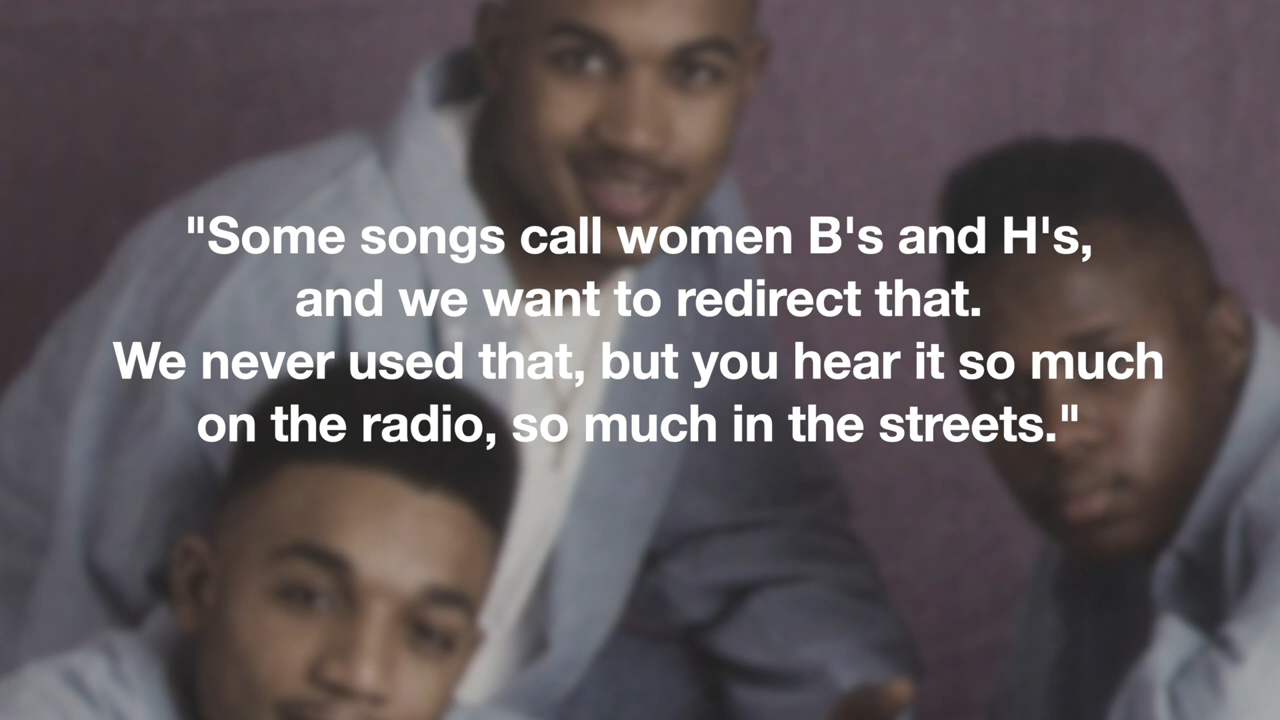 "Some songs call women B's and H's,
and we want to redirect that.
We never used that, but you hear it so much
on the radio, so much in the streets."